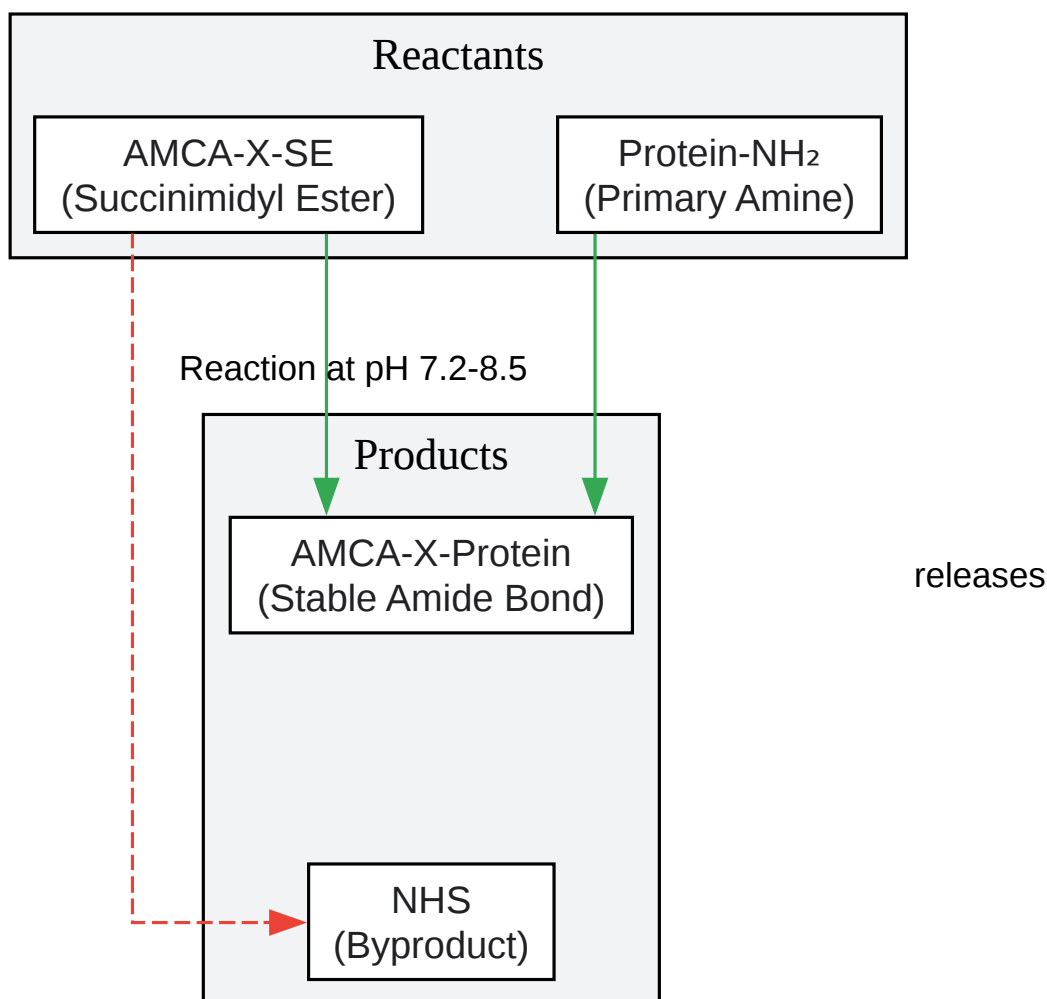 Reactants
AMCA-X-SE
(Succinimidyl Ester)
Protein-NH₂
(Primary Amine)
Reaction at pH 7.2-8.5
Products
AMCA-X-Protein
(Stable Amide Bond)
releases
NHS
(Byproduct)